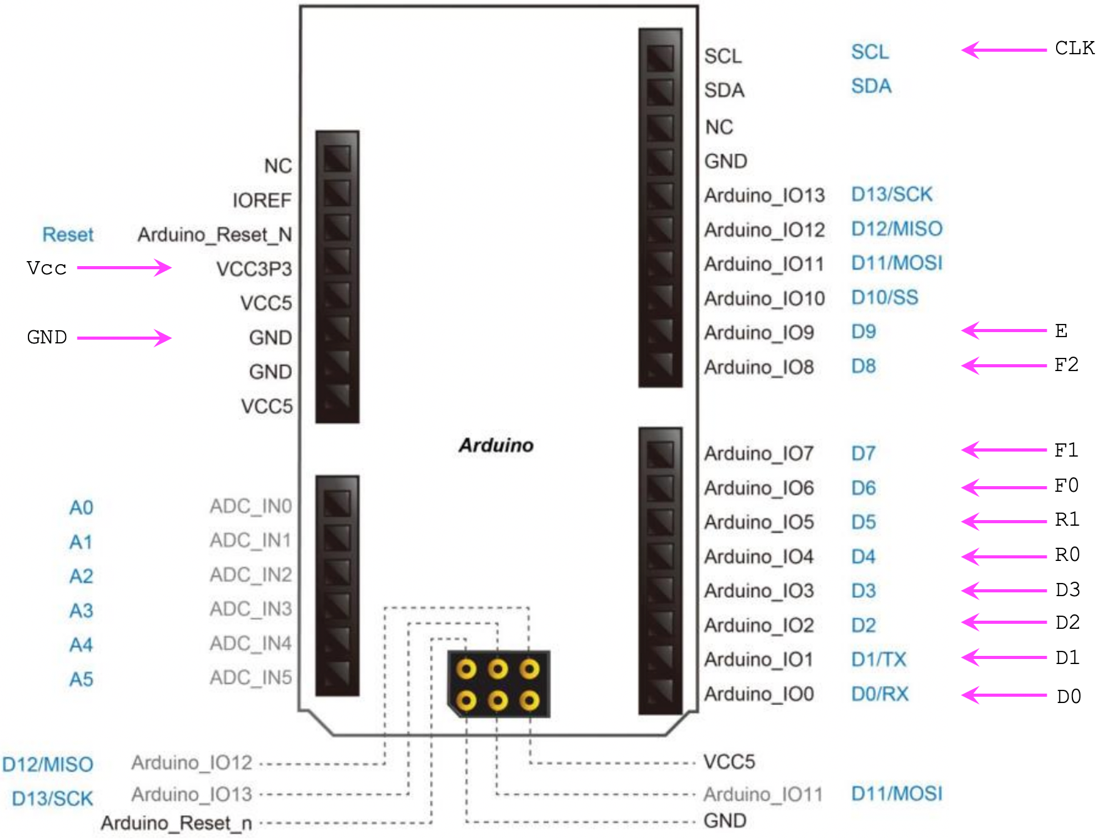 SCL SCL CLK
SDA SDA
NC
GND
NC
Arduino_IO13 D13/SCK
IOREF
Arduino_IO12 D12/MISO
Reset Arduino_Reset_N
Arduino_IO11 D11/MOSI
Vcc VCC3P3
Arduino_IO10 D10/SS
VCC5
Arduino_IO9 D9 E
GND GND
Arduino_IO8 D8 F2
GND
VCC5
Arduino
Arduino_IO7 D7 F1
Arduino_IO6 D6 F0
A0 ADC_IN0
Arduino_IO5 D5 R1
A1 ADC_IN1
Arduino_IO4 D4 R0
A2 ADC_IN2
Arduino_IO3 D3 D3
A3 ADC_IN3
Arduino_IO2 D2 D2
A4 ADC_IN4
Arduino_IO1 D1/TX D1
A5 ADC_IN5
Arduino_IO0 D0/RX D0
D12/MISO Arduino_IO12 VCC5
D13/SCK Arduino_IO13 Arduino_IO11 D11/MOSI
Arduino_Reset_n GND